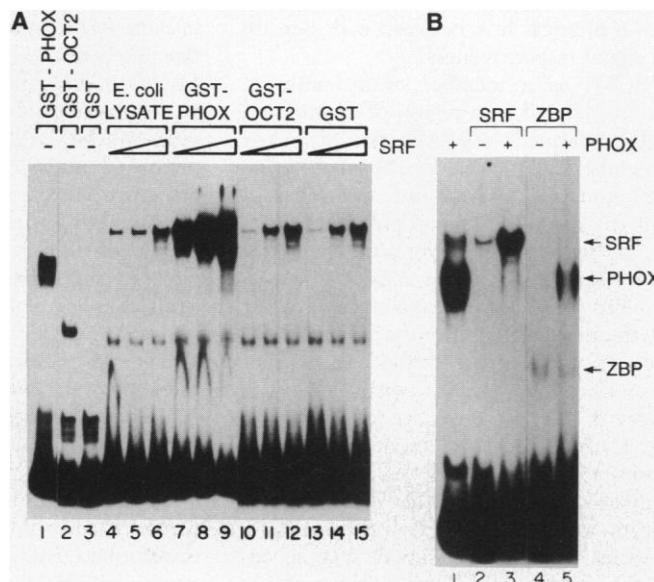 A
GST - PHOX
GST - OCT2
GST
E. coli LYSATE
GST-PHOX
GST-OCT2
GST
- - - SRF
1 2 3 4 5 6 7 8 9 10 11 12 13 14 15
B
SRF ZBP
+ - + - + PHOX
SRF
PHOX
ZBP
1 2 3 4 5